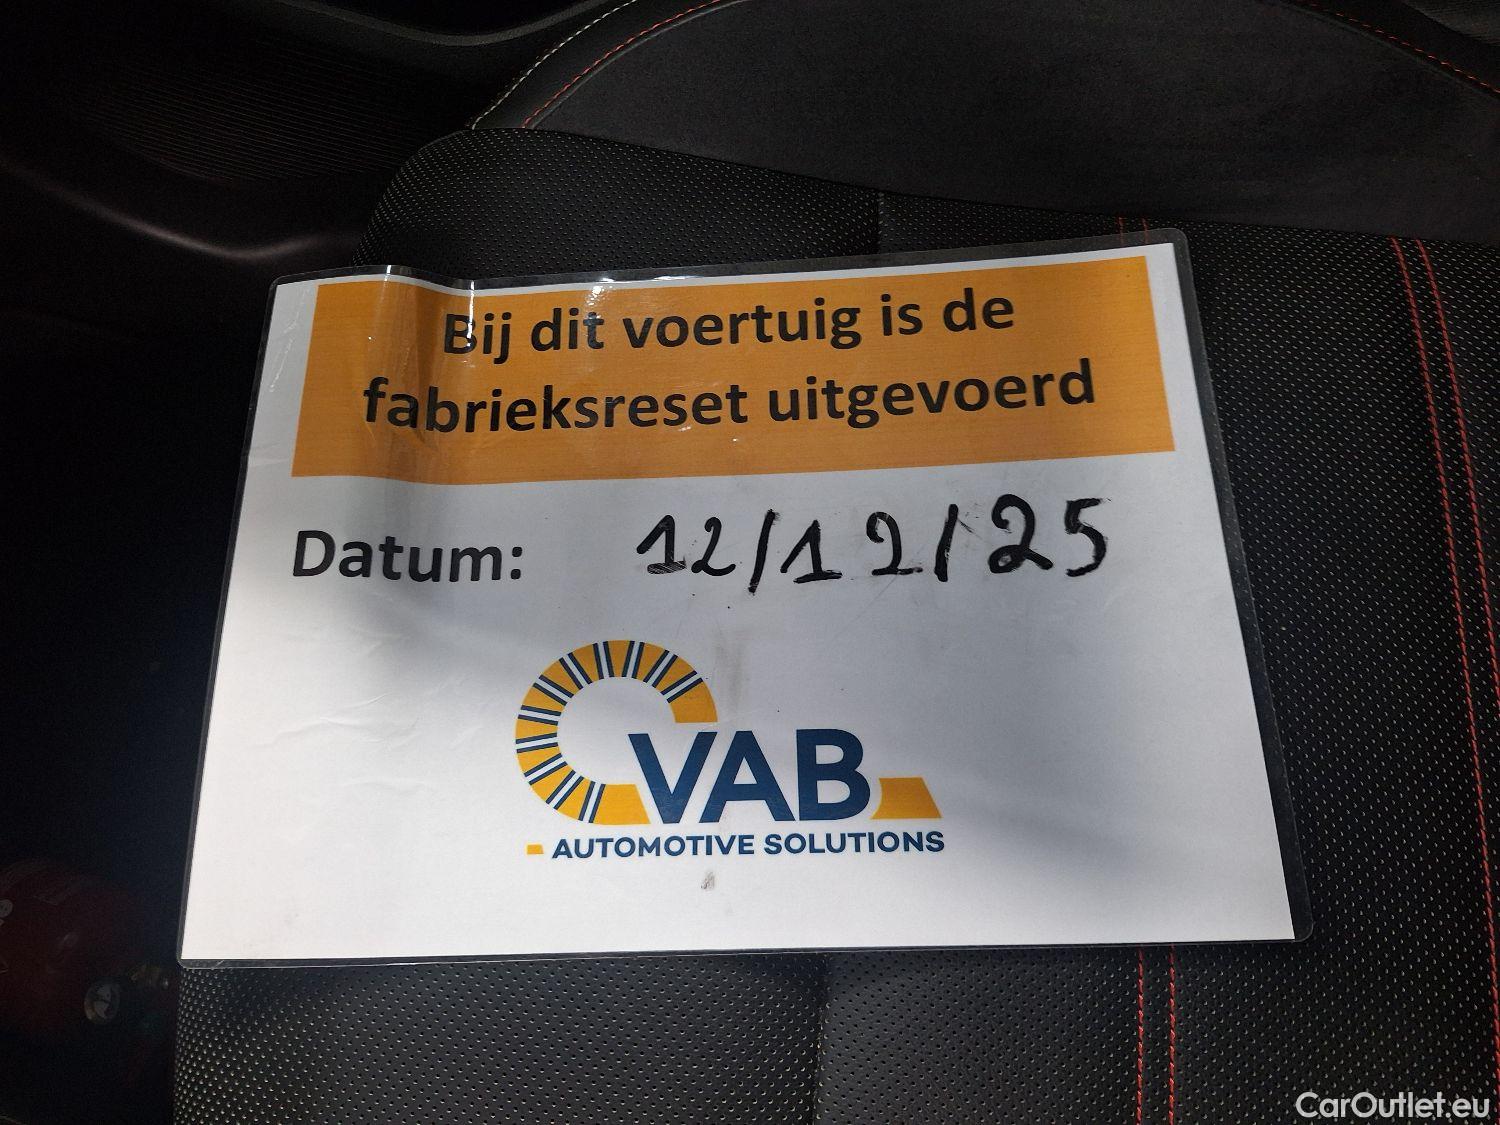 Bij dit voertuig is de
fabrieksreset uitgevoerd
Datum: 12/12/25
VAB
AUTOMOTIVE SOLUTIONS
CarOutlet.eu